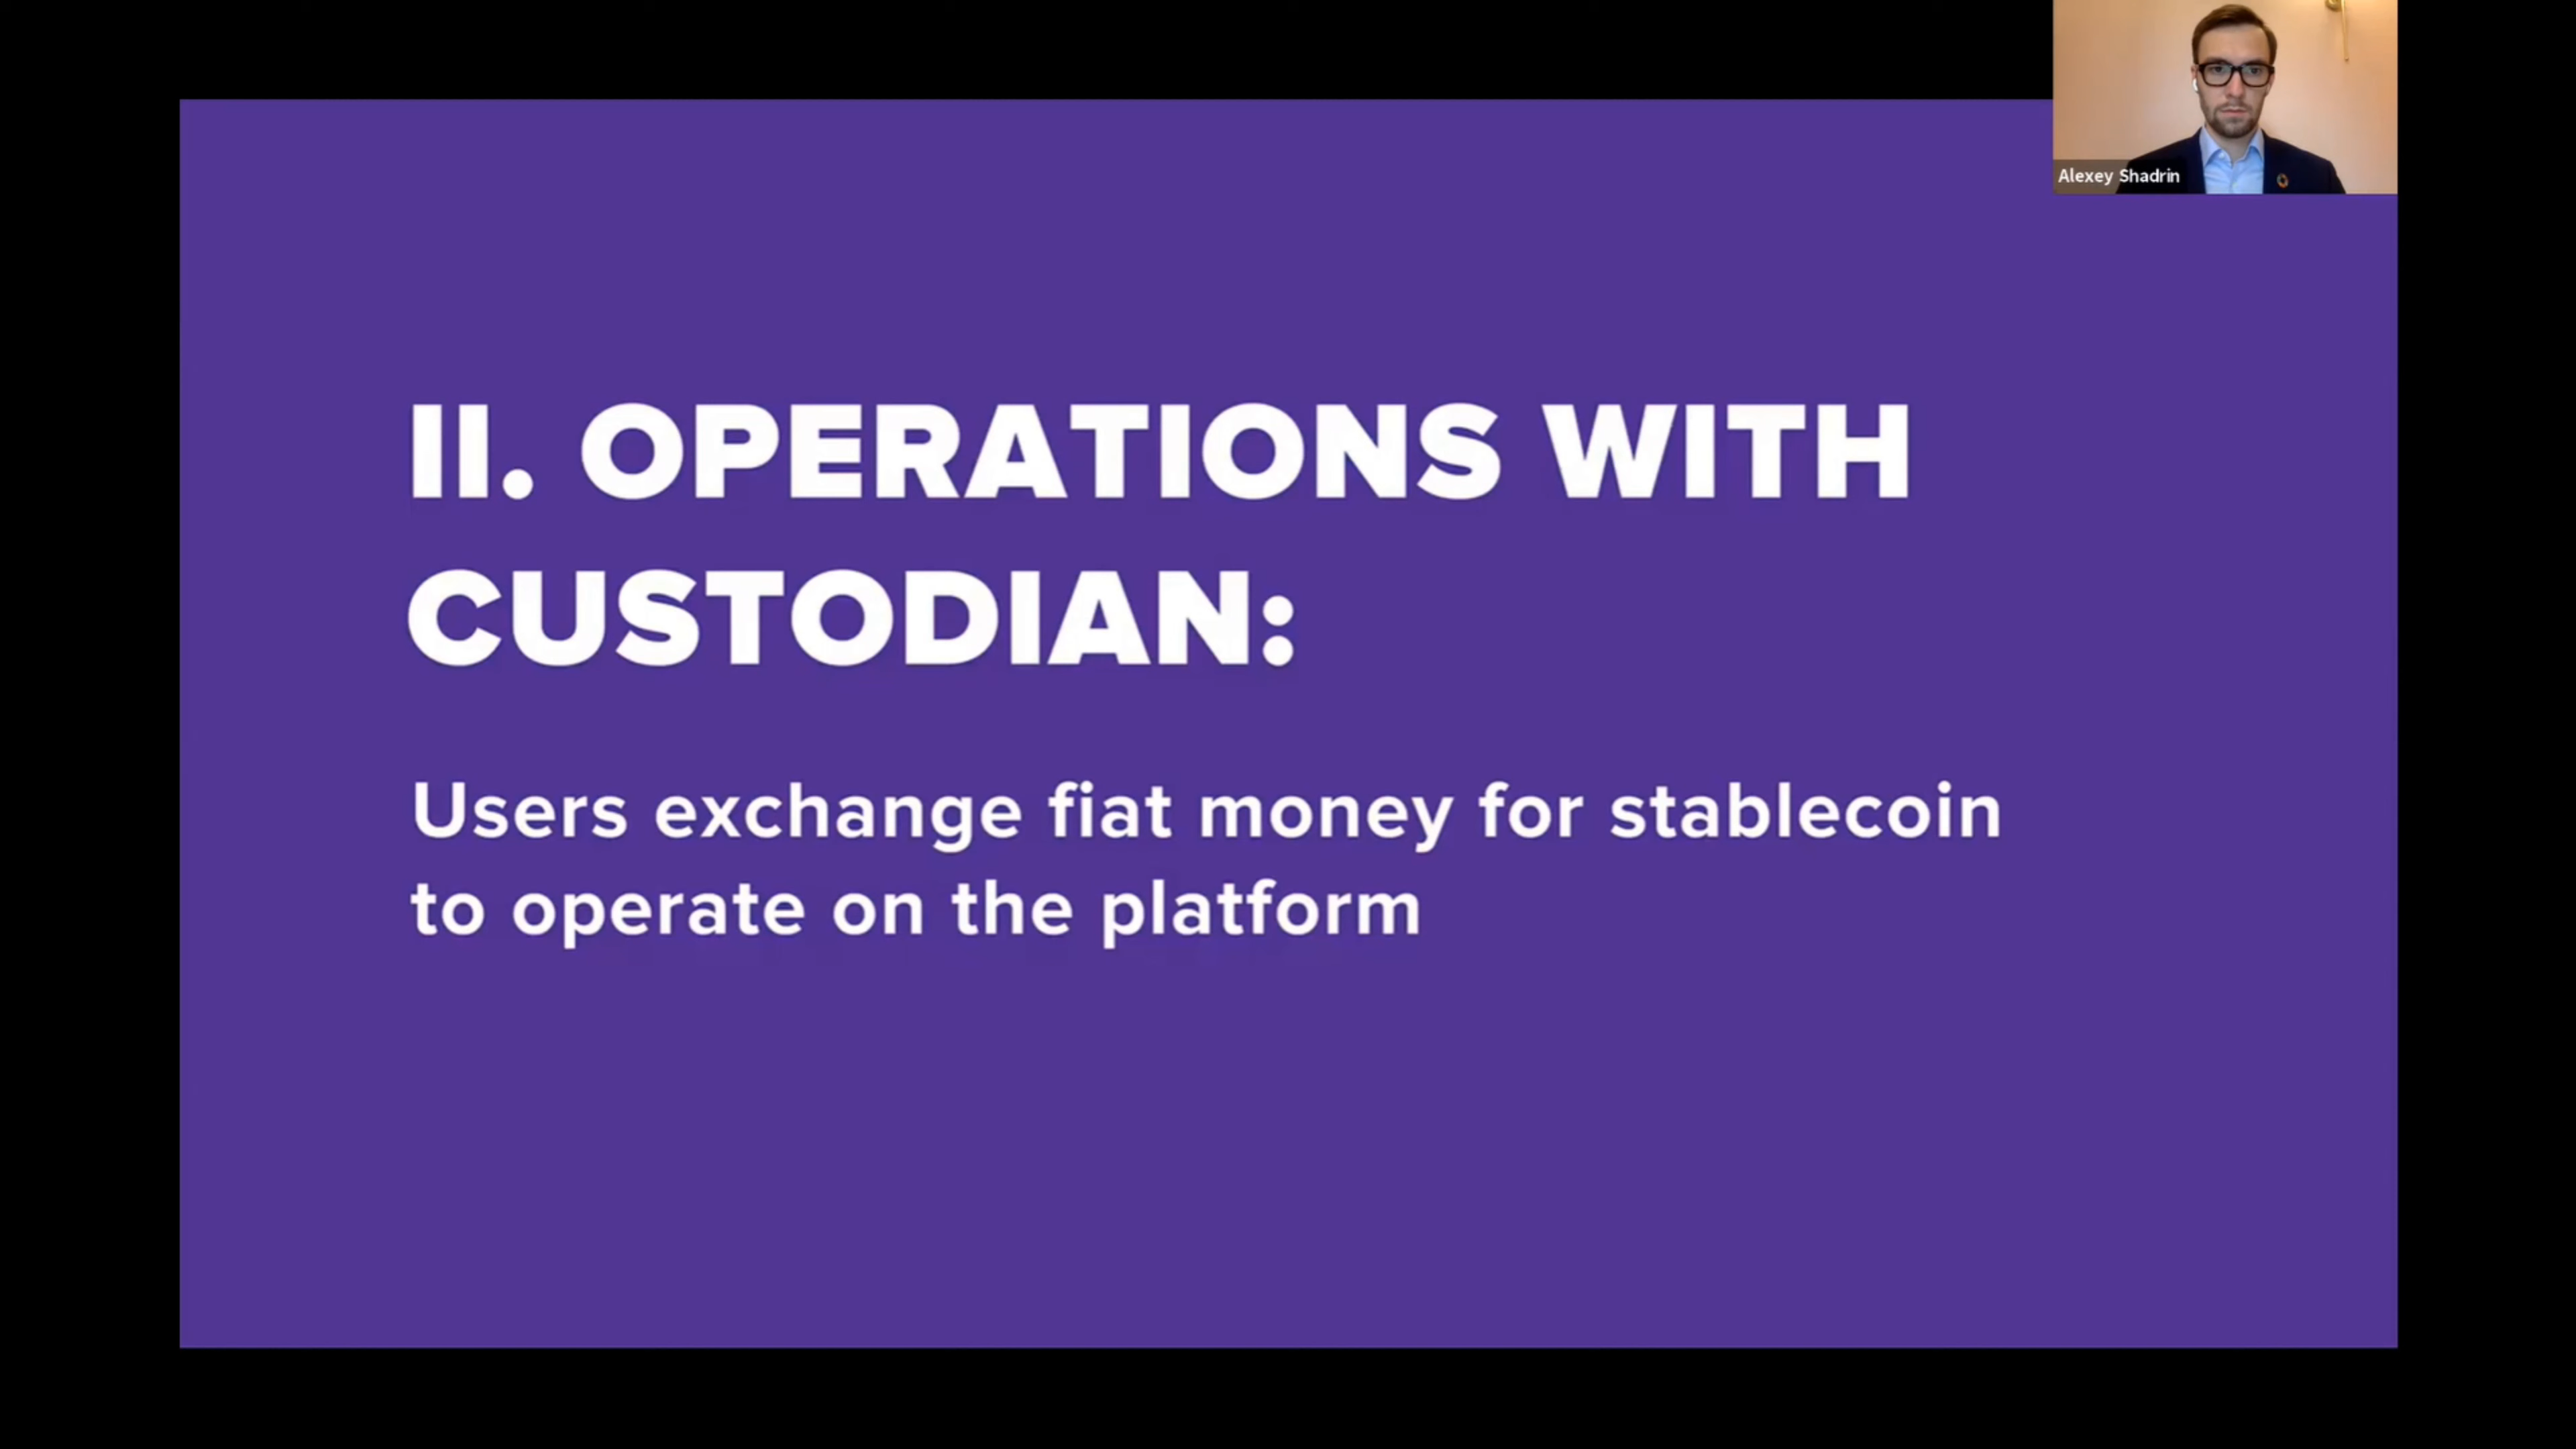 Alexey Shadrin
II. OPERATIONS WITH
CUSTODIAN:
Users exchange fiat money for stablecoin
to operate on the platform